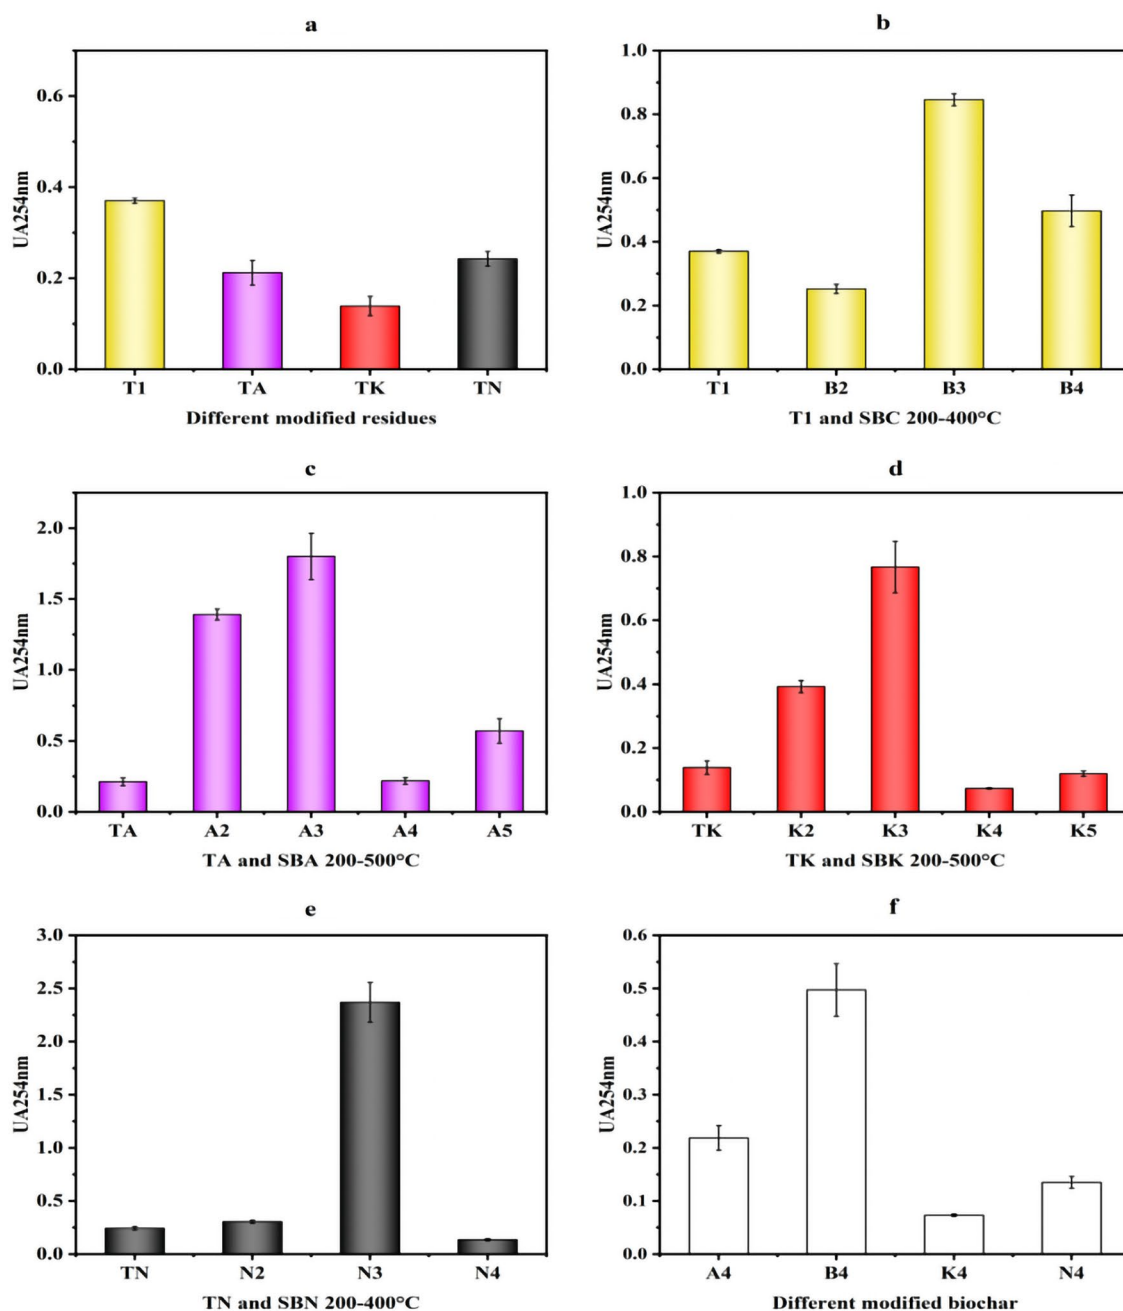 a
UA254nm
0.6
0.4
0.2
0.0
T1 TA TK TN
Different modified residues
b
UA254nm
1.0
0.8
0.6
0.4
0.2
0.0
T1 B2 B3 B4
T1 and SBC 200-400°C
c
UA254nm
2.0
1.5
1.0
0.5
0.0
TA A2 A3 A4 A5
TA and SBA 200-500°C
d
UA254nm
1.0
0.8
0.6
0.4
0.2
0.0
TK K2 K3 K4 K5
TK and SBK 200-500°C
e
UA254nm
3.0
2.5
2.0
1.5
1.0
0.5
0.0
TN N2 N3 N4
TN and SBN 200-400°C
f
UA254nm
0.6
0.5
0.4
0.3
0.2
0.1
0.0
A4 B4 K4 N4
Different modified biochar